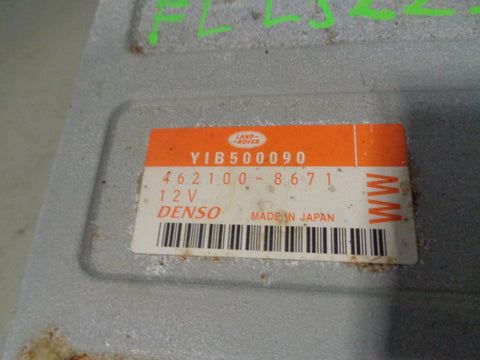 LAND-
-ROVER
YIB500090
462100-8671
12V
DENSO MADE IN JAPAN
WW